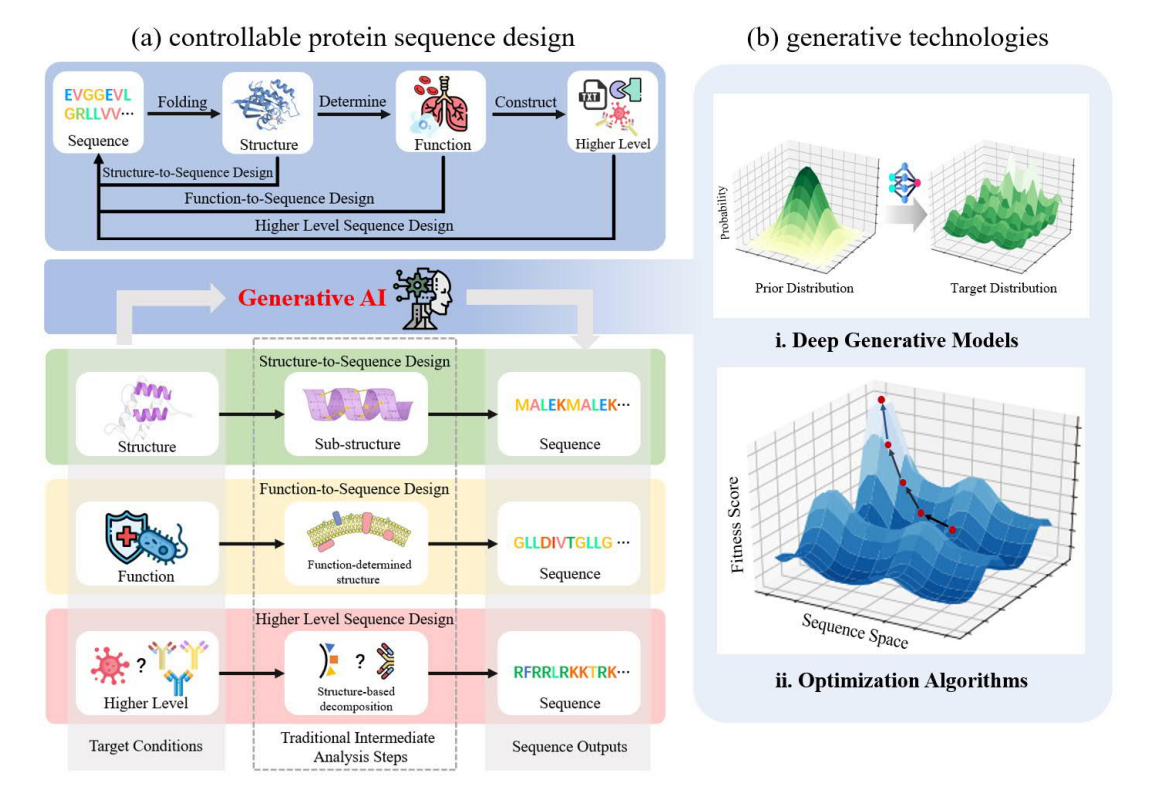 (a) controllable protein sequence design
EVGGEVL
GRLLVV···
Sequence
Folding
Structure
Determine
Function
Construct
TXT
Higher Level
Structure-to-Sequence Design
Function-to-Sequence Design
Higher Level Sequence Design
Generative AI
Structure-to-Sequence Design
Structure
Sub-structure
MALEKMALEK···
Sequence
Function-to-Sequence Design
Function
Function-determined
structure
GLLDIVTGLLG ···
Sequence
Higher Level Sequence Design
?
Higher Level
?
Structure-based
decomposition
RFRRLRKKTRK···
Sequence
Target Conditions
Traditional Intermediate
Analysis Steps
Sequence Outputs
(b) generative technologies
Probability
Prior Distribution
Target Distribution
i. Deep Generative Models
Fitness Score
Sequence Space
ii. Optimization Algorithms